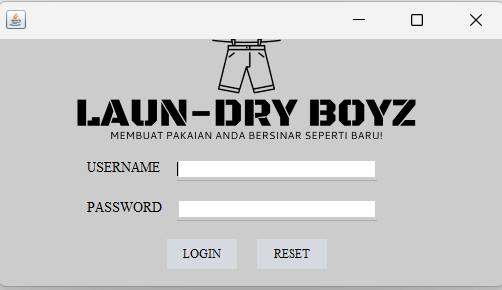 LAUN-DRY BOYZ
MEMBUAT PAKAIAN ANDA BERSINAR SEPERTI BARU!
USERNAME
PASSWORD
LOGIN RESET